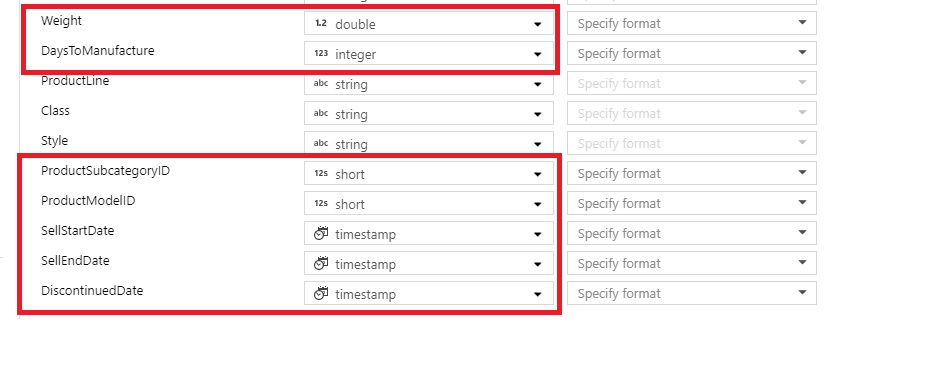 Weight 1.2 double Specify format
DaysToManufacture 123 integer Specify format
ProductLine abc string Specify format
Class abc string Specify format
Style abc string Specify format
ProductSubcategoryID 12s short Specify format
ProductModelID 12s short Specify format
SellStartDate timestamp Specify format
SellEndDate timestamp Specify format
DiscontinuedDate timestamp Specify format